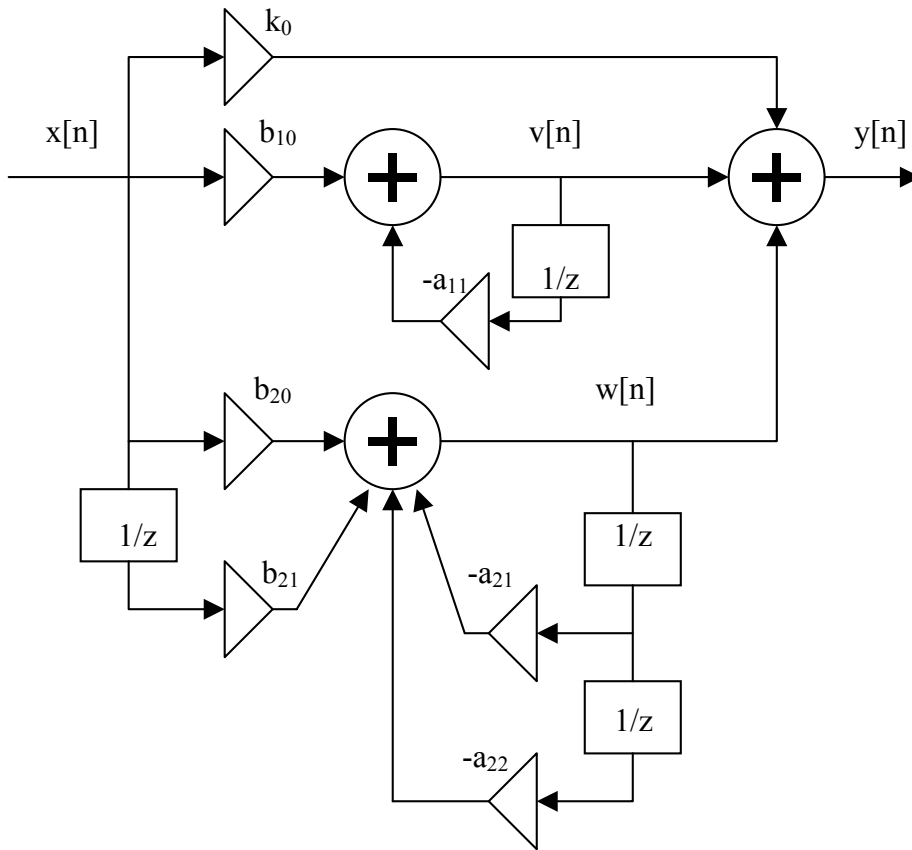 k₀
x[n] b₁₀ v[n] y[n]
-a₁₁ 1/z
b₂₀ w[n]
1/z 1/z
b₂₁ -a₂₁
1/z
-a₂₂